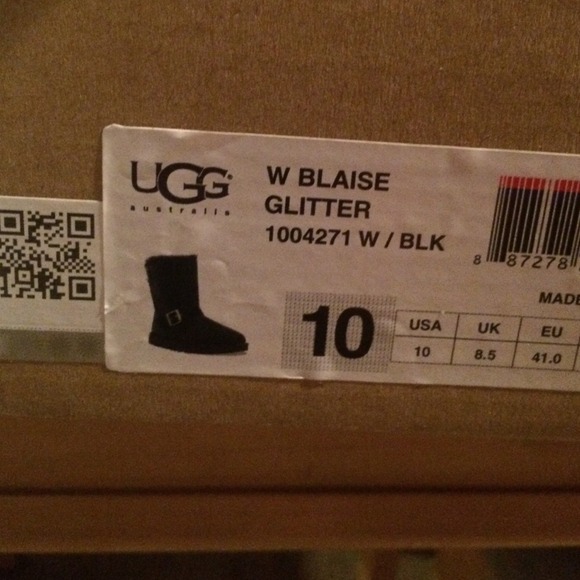 UGG®
australia
W BLAISE
GLITTER
1004271 W / BLK
8 87278
MADE
10
USA UK EU
10 8.5 41.0